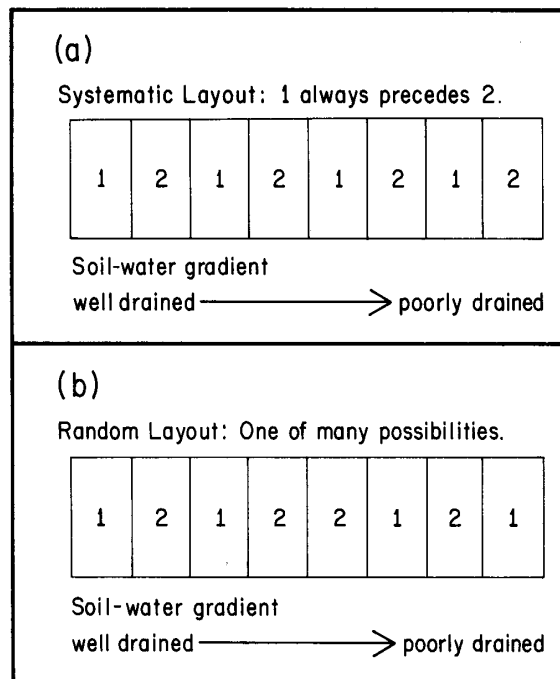 (a)
Systematic Layout: 1 always precedes 2.
1 2 1 2 1 2 1 2
Soil-water gradient
well drained poorly drained
(b)
Random Layout: One of many possibilities.
1 2 1 2 2 1 2 1
Soil-water gradient
well drained poorly drained